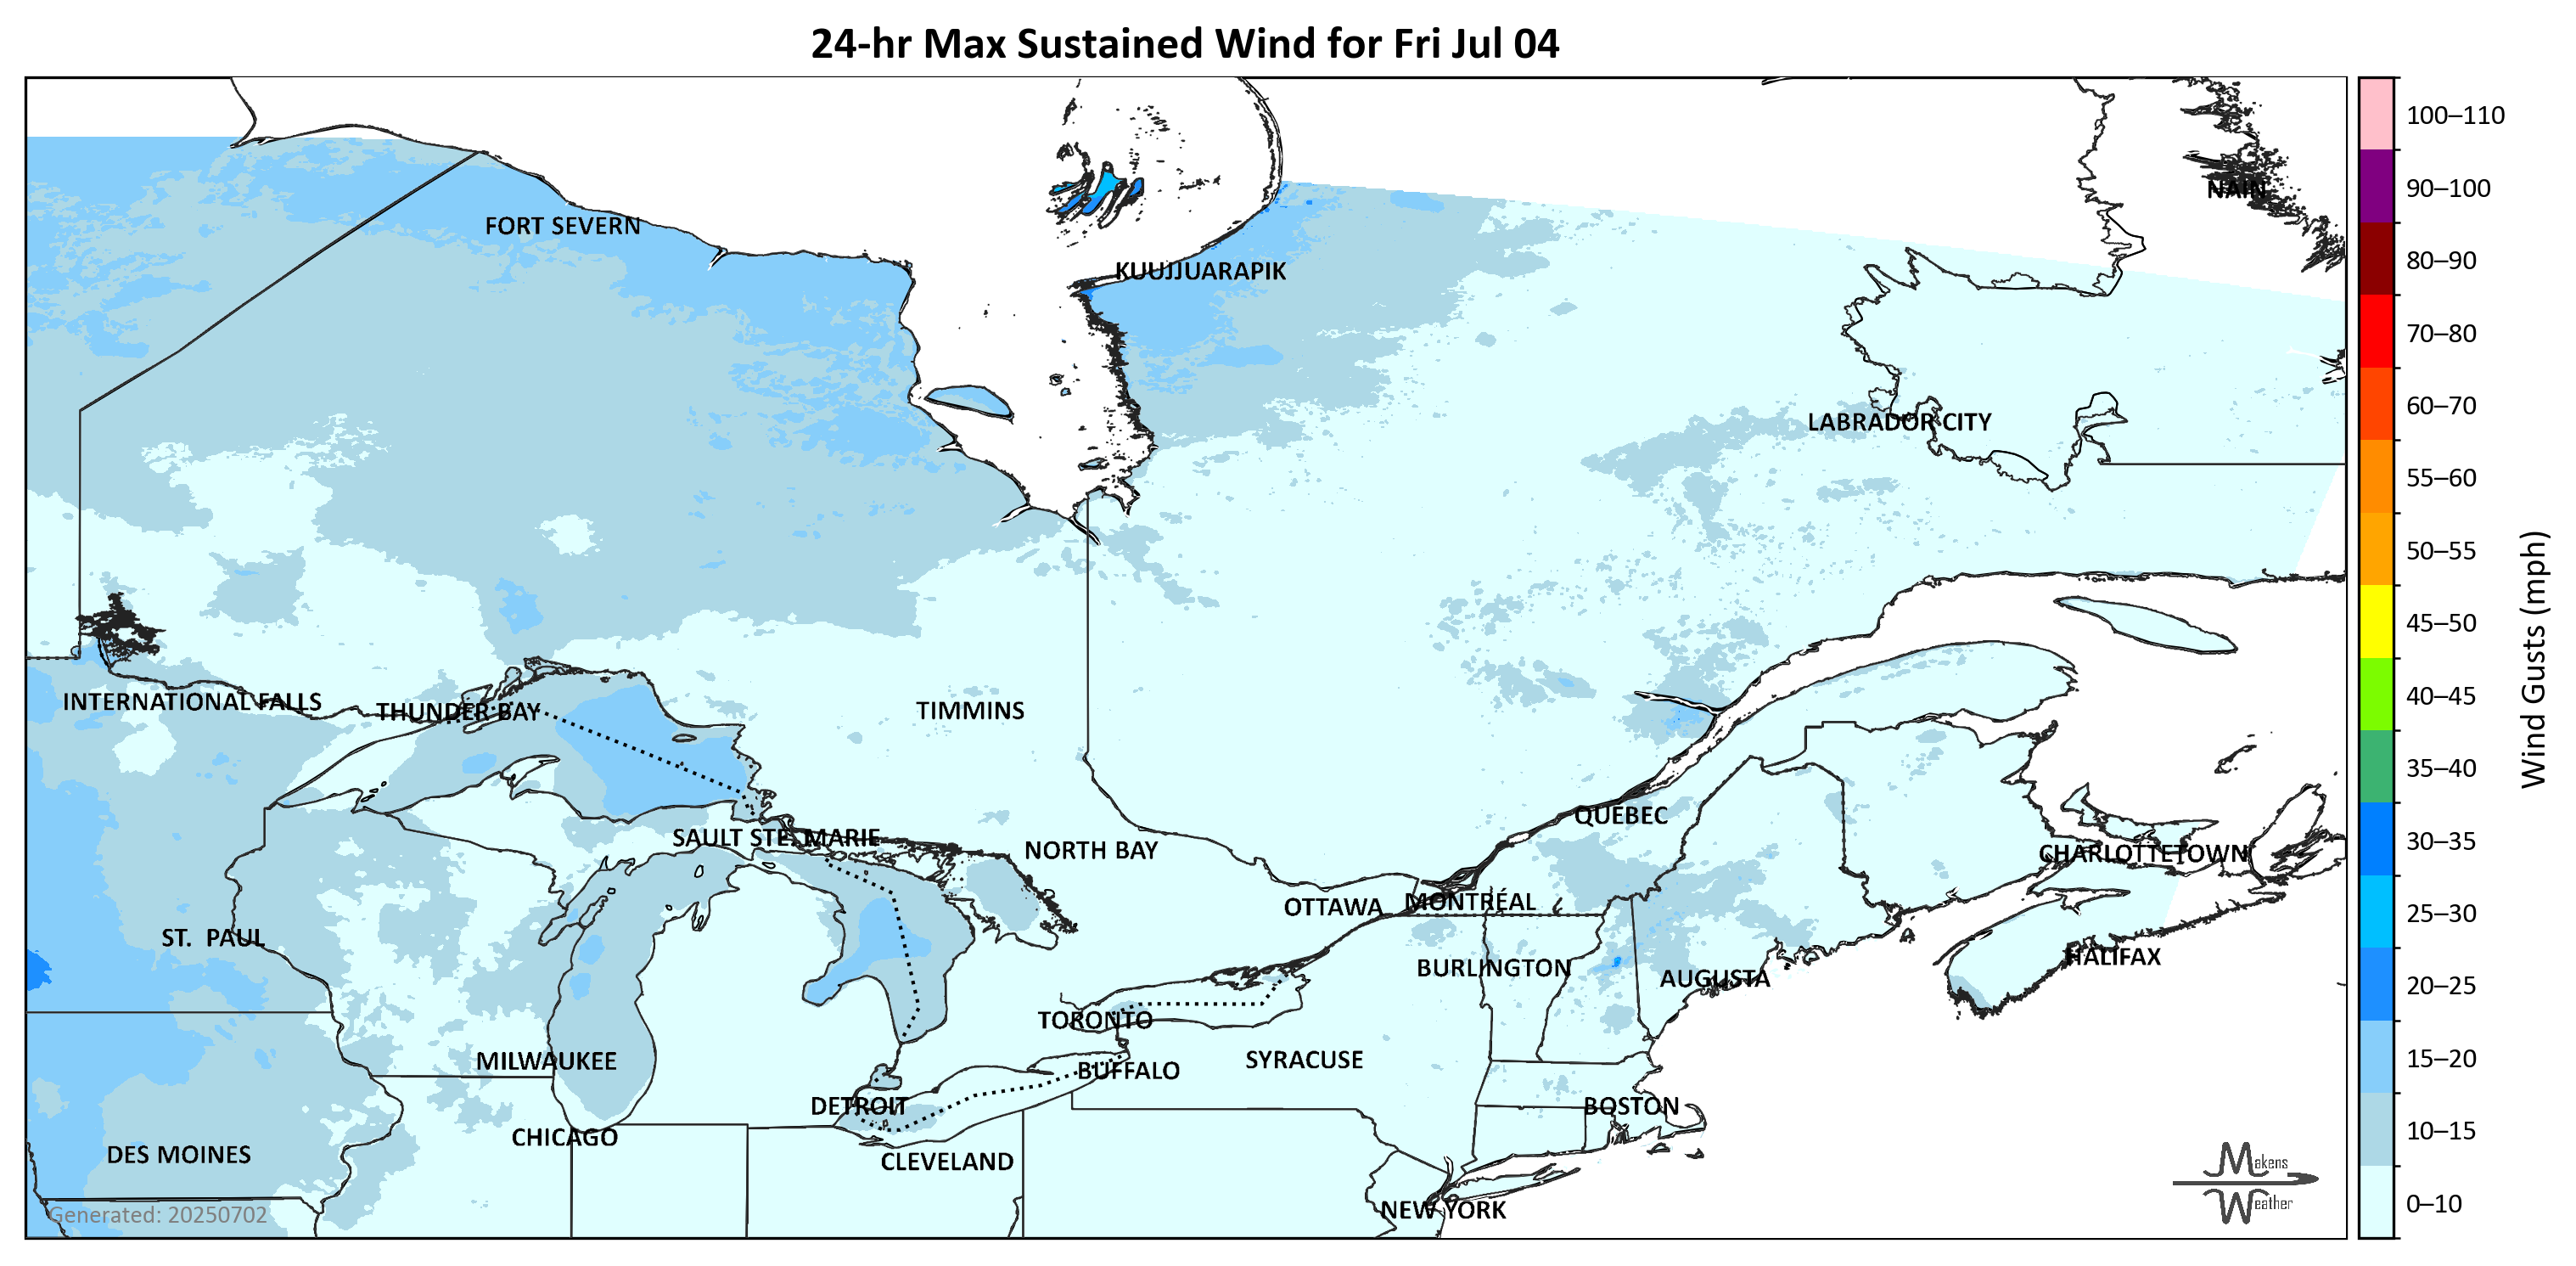 24-hr Max Sustained Wind for Fri Jul 04
100–110
90–100
80–90
70–80
60–70
55–60
50–55
45–50
40–45
35–40
30–35
25–30
20–25
15–20
10–15
0–10
Wind Gusts (mph)
NAIN
FORT SEVERN
KUUJJUARAPIK
LABRADOR CITY
INTERNATIONAL FALLS
THUNDER BAY
TIMMINS
QUÉBEC
SAULT STE. MARIE
NORTH BAY
CHARLOTTETOWN
OTTAWA
MONTRÉAL
ST.  PAUL
HALIFAX
BURLINGTON
AUGUSTA
TORONTO
MILWAUKEE
SYRACUSE
BUFFALO
DETROIT
BOSTON
CHICAGO
DES MOINES
CLEVELAND
NEW YORK
Generated: 20250702
Makens
Weather